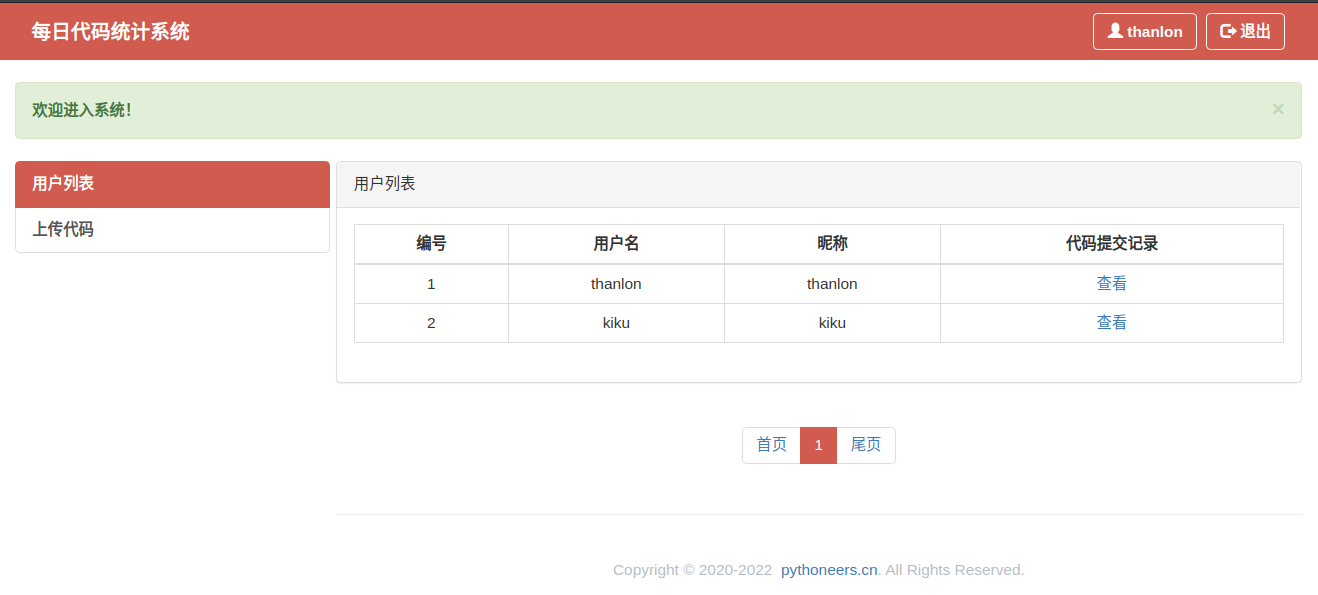 每日代码统计系统 thanlon 退出
欢迎进入系统! ×
用户列表
上传代码
用户列表
编号 用户名 昵称 代码提交记录
1 thanlon thanlon 查看
2 kiku kiku 查看
首页 1 尾页
Copyright © 2020-2022 pythoneers.cn. All Rights Reserved.